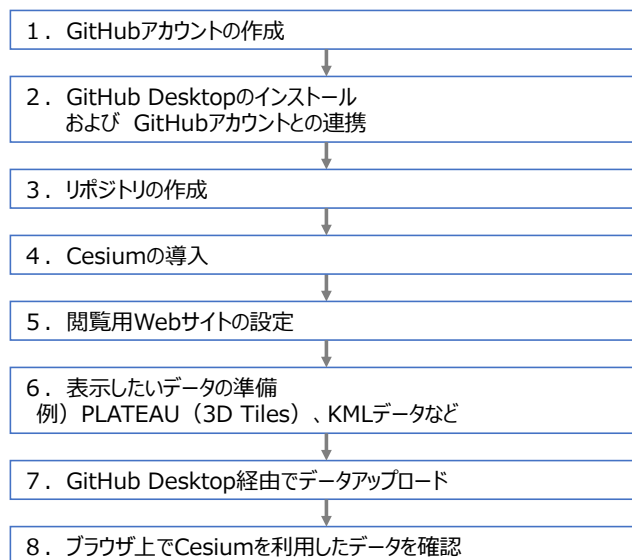 １．GitHubアカウントの作成
２．GitHub Desktopのインストール
および GitHubアカウントとの連携
３．リポジトリの作成
４．Cesiumの導入
５．閲覧用Webサイトの設定
６．表示したいデータの準備
例）PLATEAU（3D Tiles）、KMLデータなど
７．GitHub Desktop経由でデータアップロード
８．ブラウザ上でCesiumを利用したデータを確認